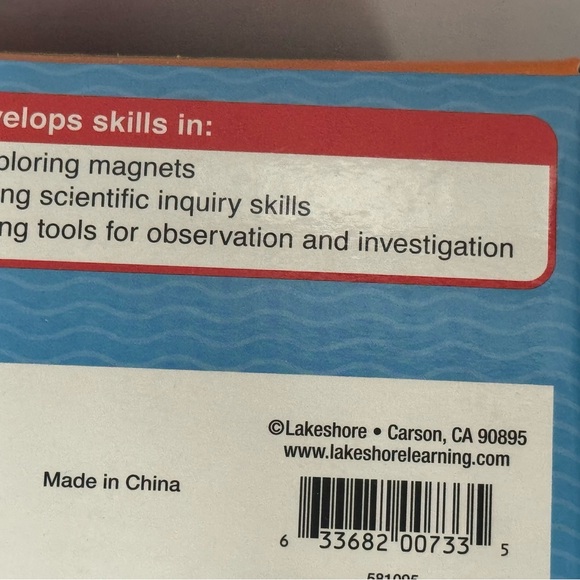 velops skills in:
ploring magnets
ng scientific inquiry skills
ng tools for observation and investigation
©Lakeshore • Carson, CA 90895
www.lakeshorelearning.com
Made in China
6 33682 00733 5